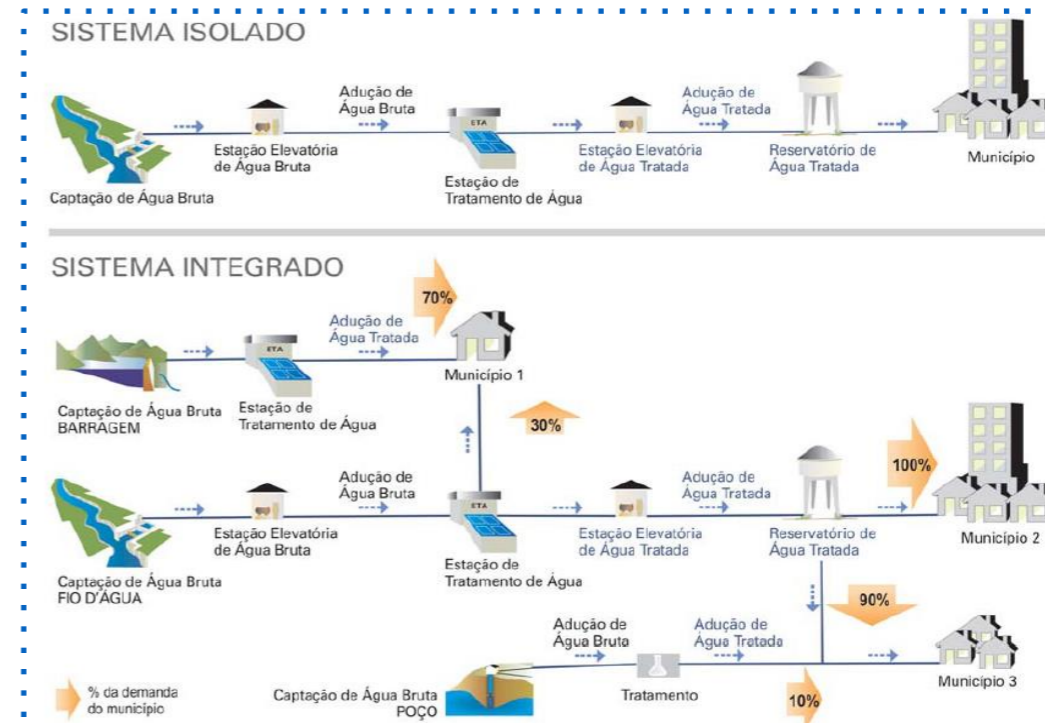 SISTEMA ISOLADO
Captação de Água Bruta
Estação Elevatória
de Água Bruta
Adução de
Água Bruta
ETA
Estação de
Tratamento de Água
Estação Elevatória
de Água Tratada
Adução de
Água Tratada
Reservatório de
Água Tratada
Município
SISTEMA INTEGRADO
Captação de Água Bruta
BARRAGEM
ETA
Estação de
Tratamento de Água
Adução de
Água Tratada
70%
Município 1
30%
Captação de Água Bruta
FIO D'ÁGUA
Estação Elevatória
de Água Bruta
Adução de
Água Bruta
ETA
Estação de
Tratamento de Água
Estação Elevatória
de Água Tratada
Adução de
Água Tratada
Reservatório de
Água Tratada
100%
Município 2
90%
Captação de Água Bruta
POÇO
Adução de
Água Bruta
Tratamento
Adução de
Água Tratada
10%
Município 3
% da demanda
do município